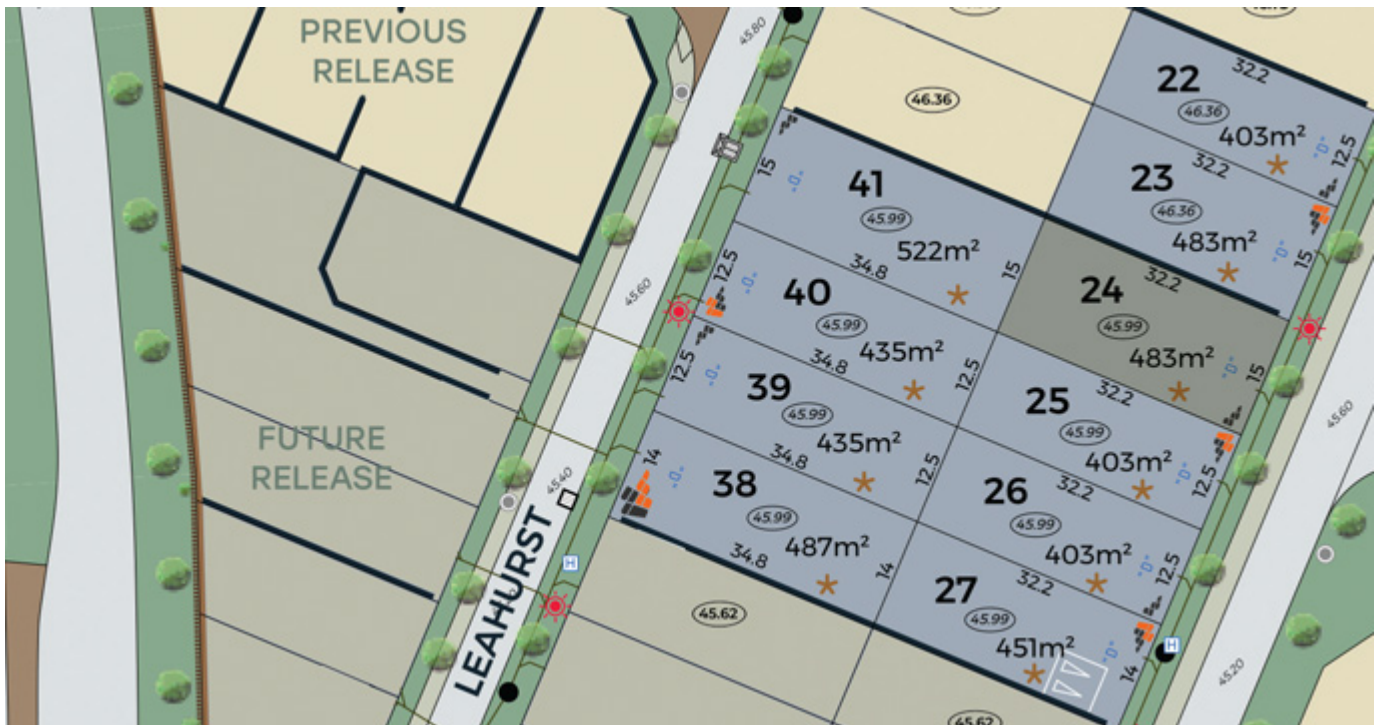 PREVIOUS
RELEASE
45.80
46.36
22
32.2
46.36
403m²
"D"
12.5
23
32.2
46.36
483m²
"D"
15
41
15
"D"
45.99
522m²
34.8
15
24
32.2
45.99
483m²
"D"
15
45.60
12.5
"D"
40
45.99
435m²
34.8
12.5
25
32.2
45.99
403m²
"D"
12.5
45.60
12.5
"D"
39
45.99
435m²
34.8
12.5
26
45.99
32.2
403m²
"D"
12.5
FUTURE
RELEASE
14
"D"
38
45.99
487m²
34.8
14
27
32.2
45.99
451m²
"D"
14
45.40
LEAHURST
H
H
45.62
45.20
45.62